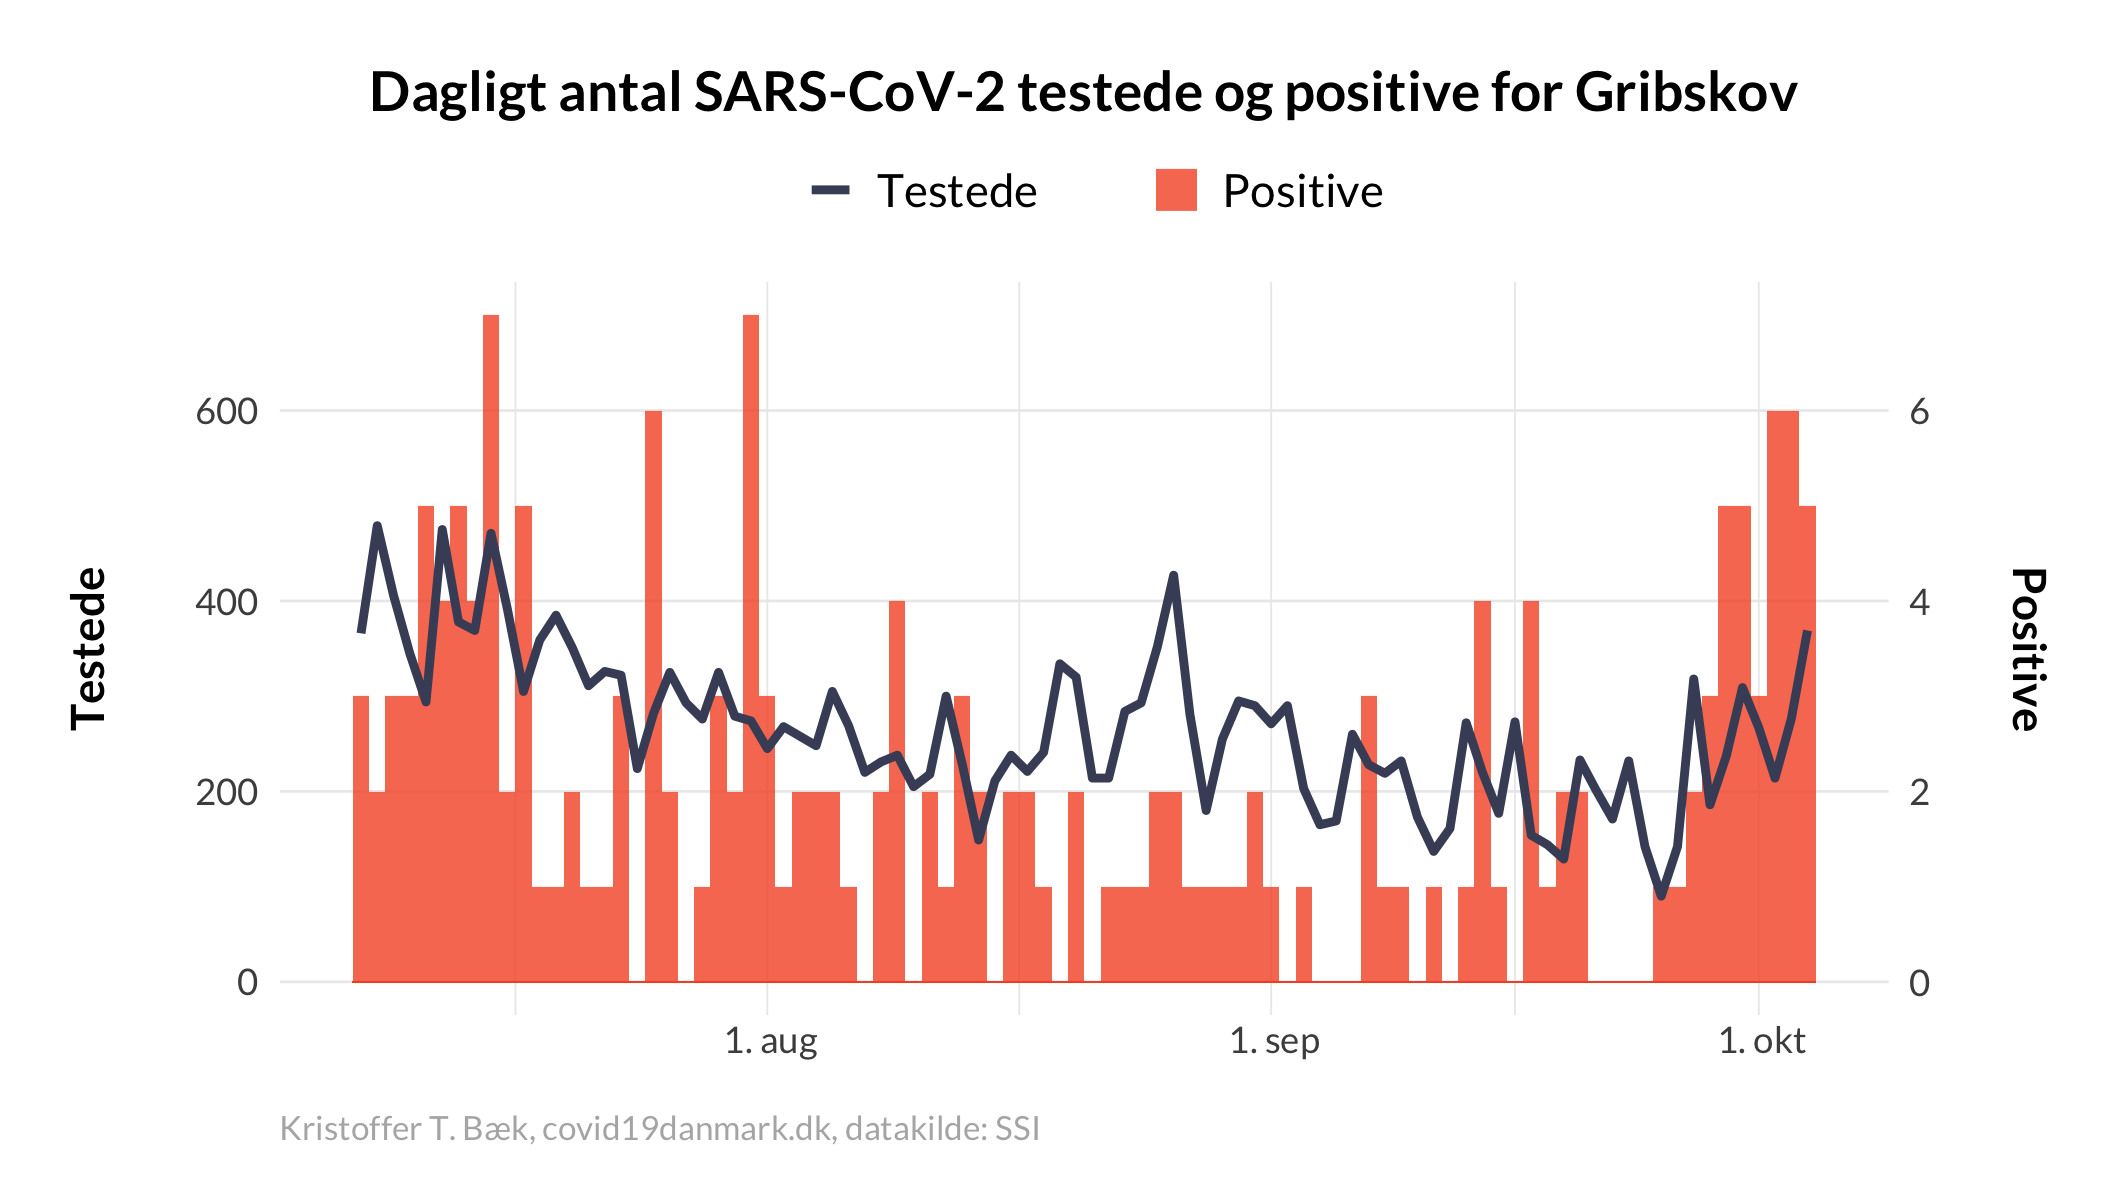 Dagligt antal SARS-CoV-2 testede og positive for Gribskov
Testede
Positive
600
400
200
0
Testede
6
4
2
0
Positive
1. aug
1. sep
1. okt
Kristoffer T. Bæk, covid19danmark.dk, datakilde: SSI